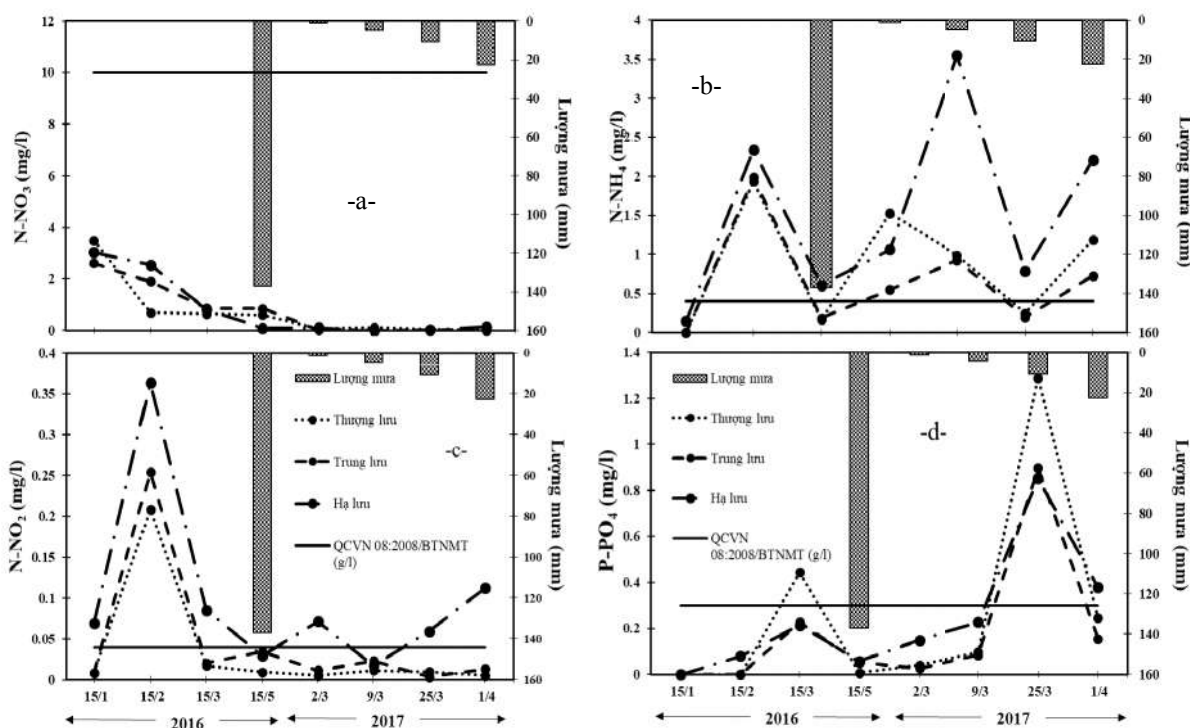 12
10
8
6
4
2
0
N-NO3 (mg/l)
-a-
0
20
40
60
80
100
120
140
160
Lượng mưa (mm)
4
3.5
3
2.5
2
1.5
1
0.5
0
N-NH4 (mg/l)
-b-
0
20
40
60
80
100
120
140
160
Lượng mưa (mm)
0.4
0.35
0.3
0.25
0.2
0.15
0.1
0.05
0
N-NO2 (mg/l)
Lượng mưa
Thượng lưu
Trung lưu
Hạ lưu
QCVN 08:2008/BTNMT
(g/l)
-c-
0
20
40
60
80
100
120
140
160
Lượng mưa (mm)
15/1 15/2 15/3 15/5 2/3 9/3 25/3 1/4
2016 2017
1.4
1.2
1
0.8
0.6
0.4
0.2
0
P-PO4 (mg/l)
Lượng mưa
Thượng lưu
Trung lưu
Hạ lưu
QCVN
08:2008/BTNMT (g/l)
-d-
0
20
40
60
80
100
120
140
160
Lượng mưa (mm)
15/1 15/2 15/3 15/5 2/3 9/3 25/3 1/4
2016 2017